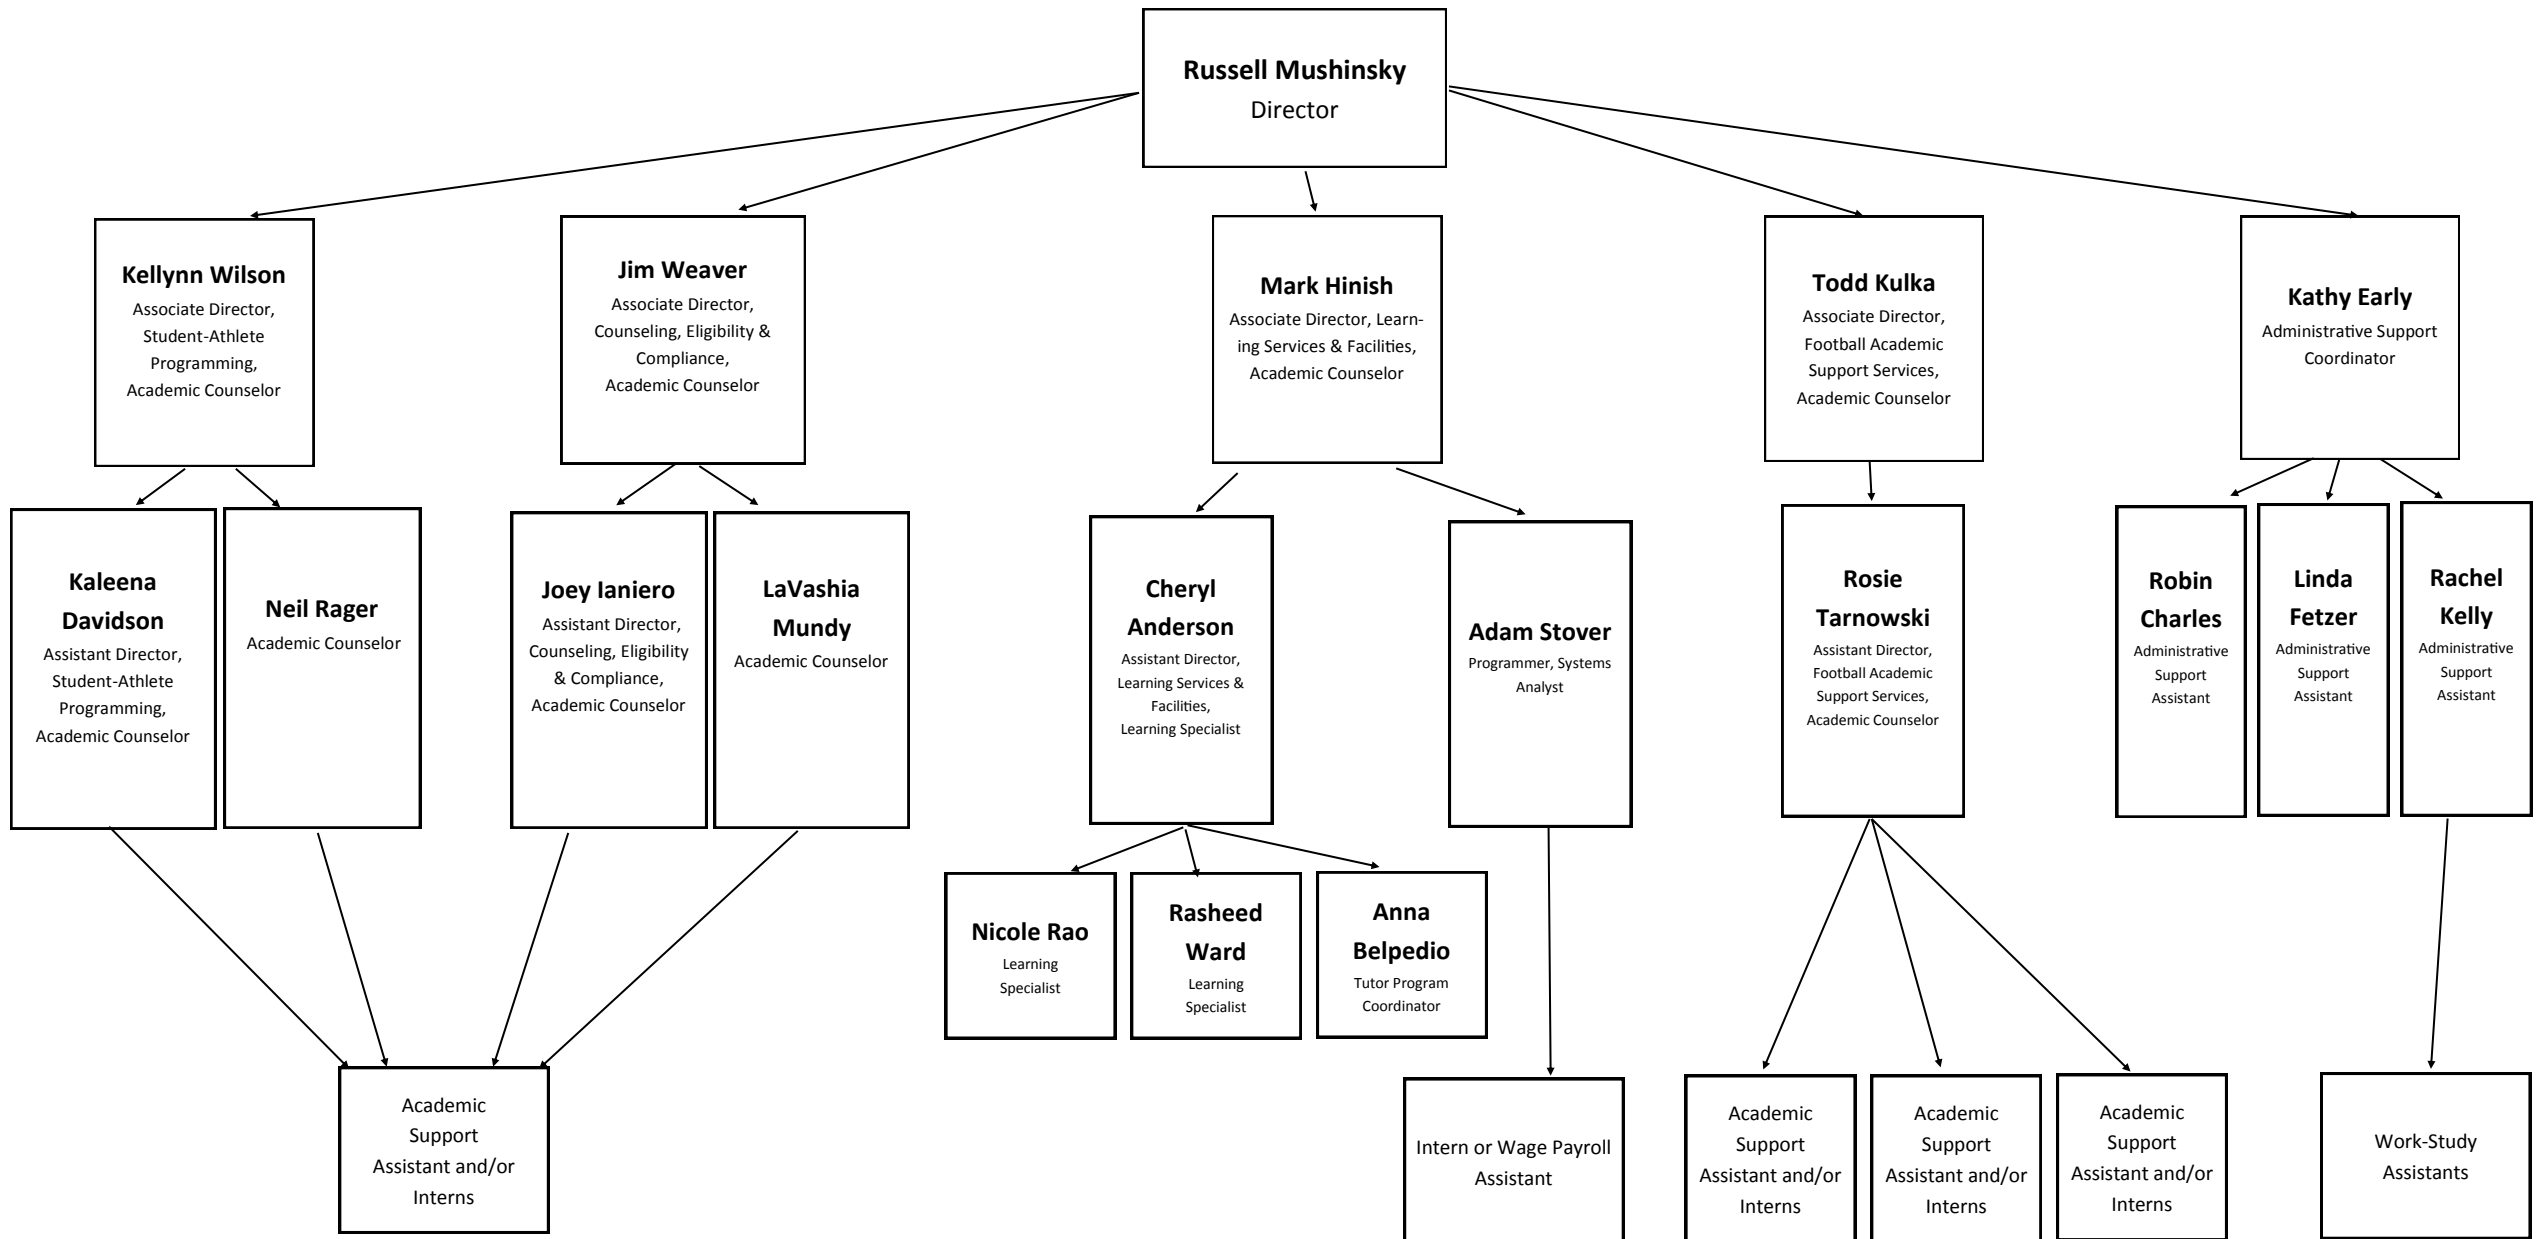 Russell Mushinsky
Director
Kellynn Wilson
Associate Director,
Student-Athlete
Programming,
Academic Counselor
Jim Weaver
Associate Director,
Counseling, Eligibility &
Compliance,
Academic Counselor
Mark Hinish
Associate Director, Learn-
ing Services & Facilities,
Academic Counselor
Todd Kulka
Associate Director,
Football Academic
Support Services,
Academic Counselor
Kathy Early
Administrative Support
Coordinator
Kaleena
Davidson
Assistant Director,
Student-Athlete
Programming,
Academic Counselor
Neil Rager
Academic Counselor
Joey Ianiero
Assistant Director,
Counseling, Eligibility
& Compliance,
Academic Counselor
LaVashia
Mundy
Academic Counselor
Cheryl
Anderson
Assistant Director,
Learning Services &
Facilities,
Learning Specialist
Adam Stover
Programmer, Systems
Analyst
Rosie
Tarnowski
Assistant Director,
Football Academic
Support Services,
Academic Counselor
Robin
Charles
Administrative
Support
Assistant
Linda
Fetzer
Administrative
Support
Assistant
Rachel
Kelly
Administrative
Support
Assistant
Nicole Rao
Learning
Specialist
Rasheed
Ward
Learning
Specialist
Anna
Belpedio
Tutor Program
Coordinator
Academic
Support
Assistant and/or
Interns
Intern or Wage Payroll
Assistant
Academic
Support
Assistant and/or
Interns
Academic
Support
Assistant and/or
Interns
Academic
Support
Assistant and/or
Interns
Work-Study
Assistants